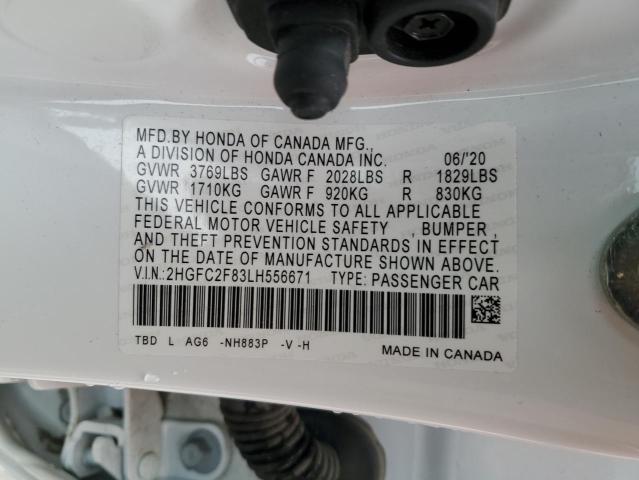 MFD.BY HONDA OF CANADA MFG.,
A DIVISION OF HONDA CANADA INC. 06/'20
GVWR 3769LBS GAWR F 2028LBS R 1829LBS
GVWR 1710KG GAWR F 920KG R 830KG
THIS VEHICLE CONFORMS TO ALL APPLICABLE
FEDERAL MOTOR VEHICLE SAFETY , BUMPER ,
AND THEFT PREVENTION STANDARDS IN EFFECT
ON THE DATE OF MANUFACTURE SHOWN ABOVE.
V.I.N.:2HGFC2F83LH556671 TYPE: PASSENGER CAR
TBD L AG6 -NH883P -V -H MADE IN CANADA